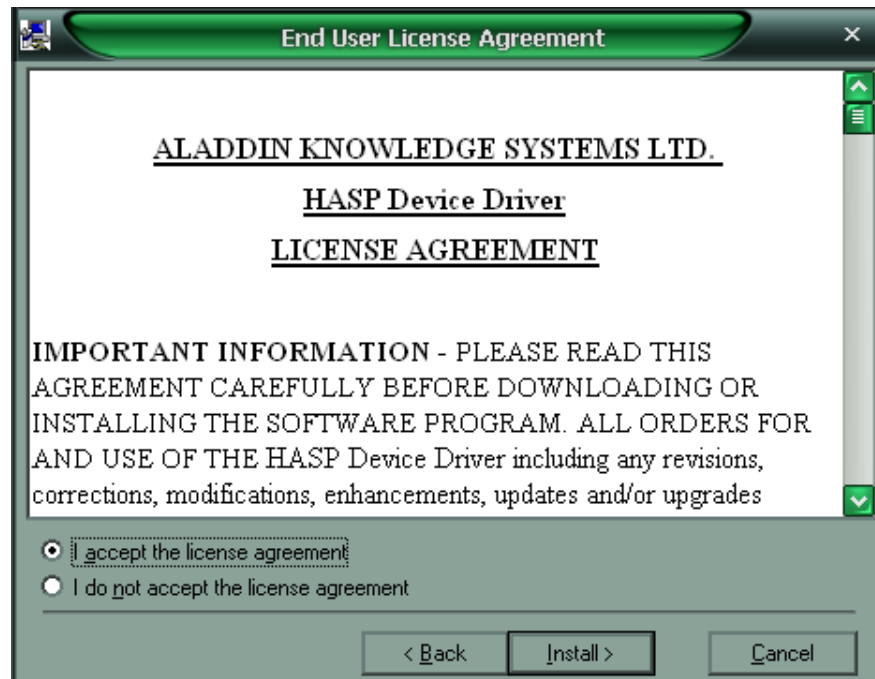 End User License Agreement
ALADDIN KNOWLEDGE SYSTEMS LTD.
HASP Device Driver
LICENSE AGREEMENT
IMPORTANT INFORMATION - PLEASE READ THIS
AGREEMENT CAREFULLY BEFORE DOWNLOADING OR
INSTALLING THE SOFTWARE PROGRAM. ALL ORDERS FOR
AND USE OF THE HASP Device Driver including any revisions,
corrections, modifications, enhancements, updates and/or upgrades
I accept the license agreement
I do not accept the license agreement
< Back Install > Cancel